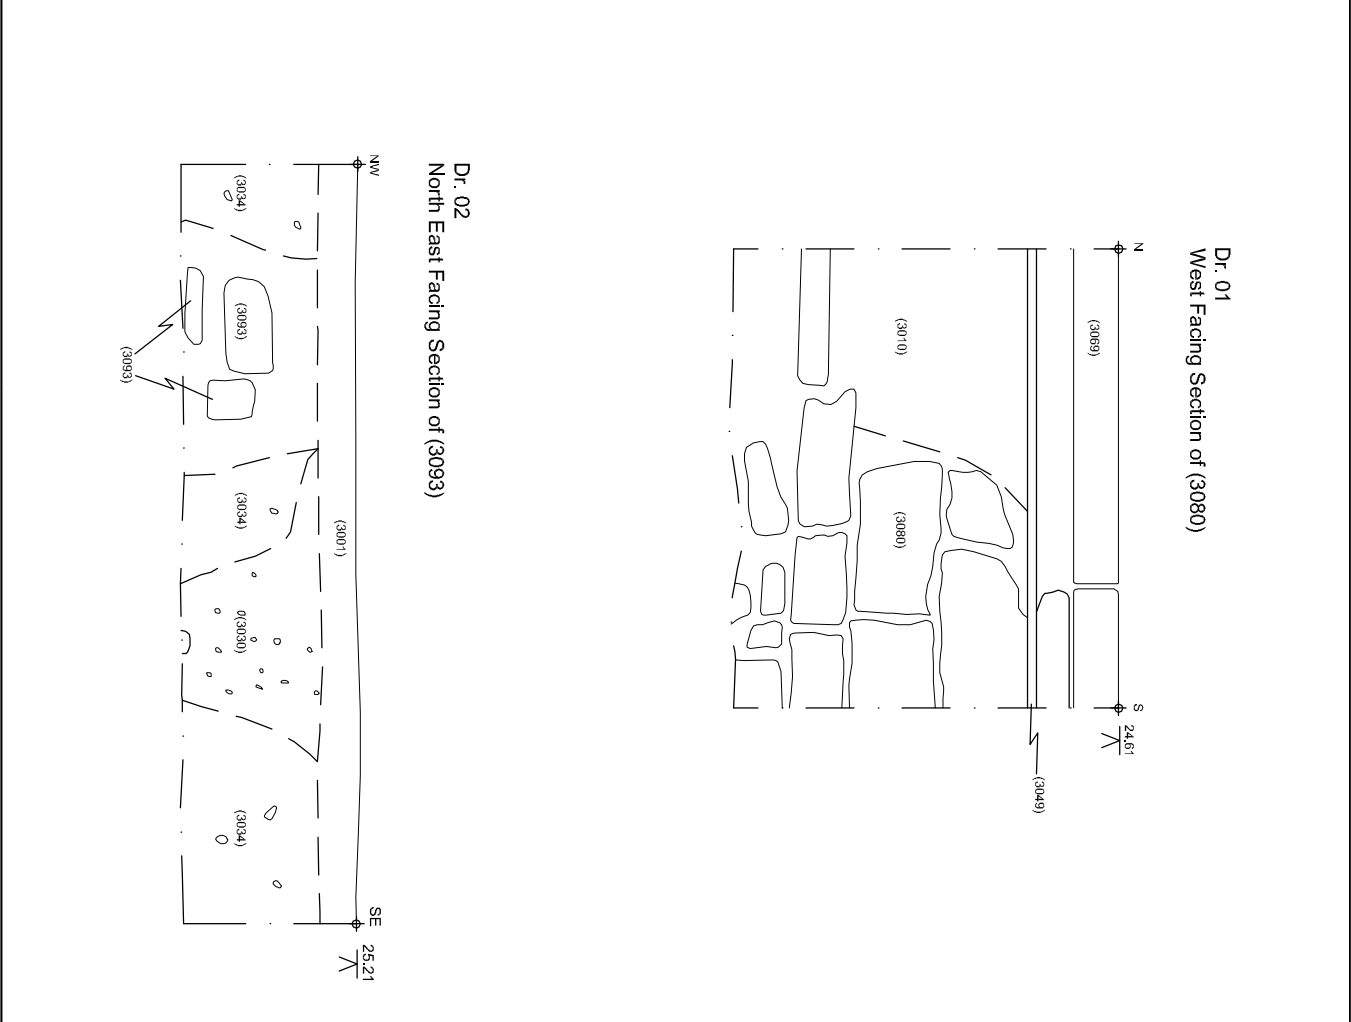 Dr. 01
West Facing Section of (3080)
N
S
24.61
(3069)
(3049)
(3010)
(3080)
Dr. 02
North East Facing Section of (3093)
NW
SE
25.21
(3001)
(3034)
(3093)
(3034)
(3030)
(3034)
(3093)